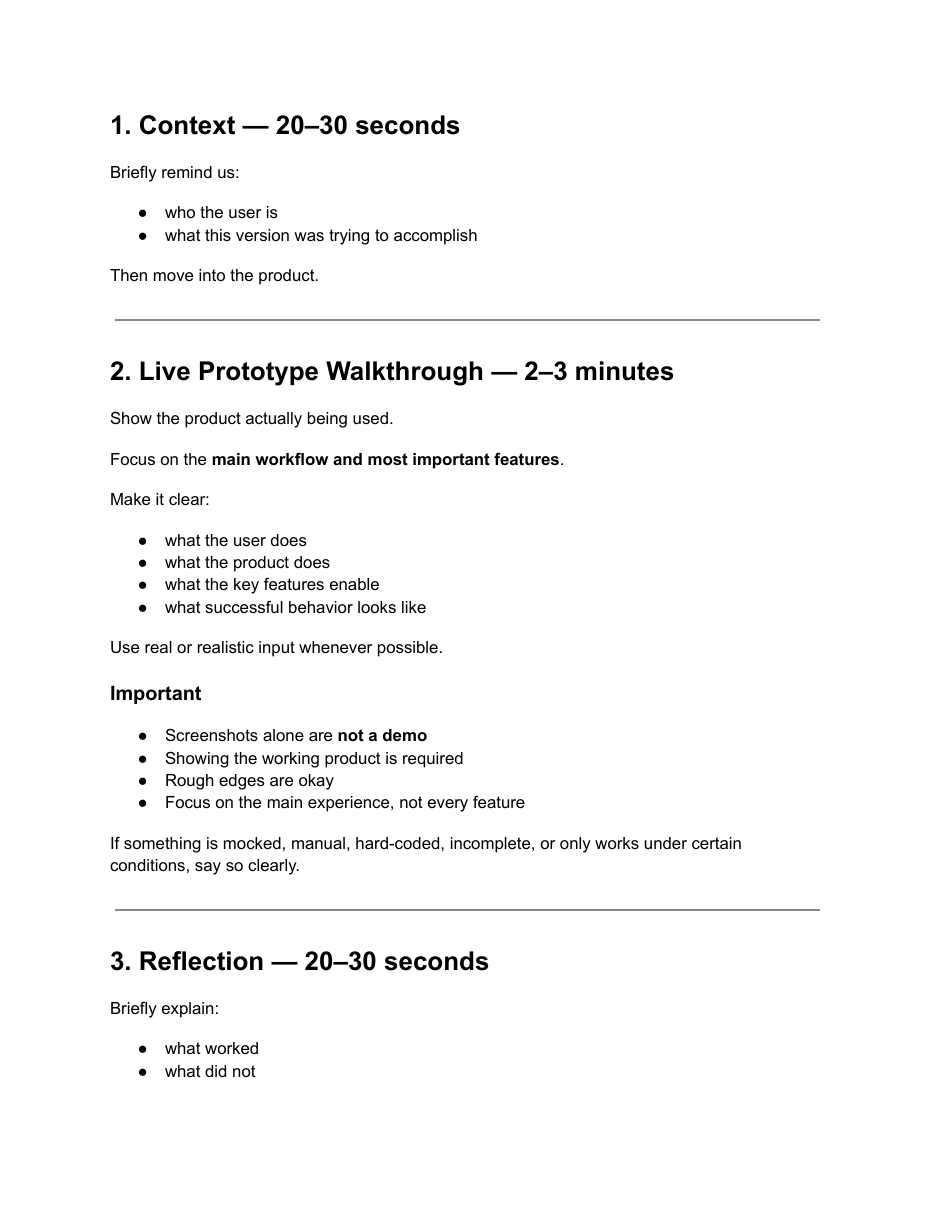 1. Context — 20–30 seconds
Briefly remind us:
● who the user is
● what this version was trying to accomplish
Then move into the product.
2. Live Prototype Walkthrough — 2–3 minutes
Show the product actually being used.
Focus on the main workflow and most important features.
Make it clear:
● what the user does
● what the product does
● what the key features enable
● what successful behavior looks like
Use real or realistic input whenever possible.
Important
● Screenshots alone are not a demo
● Showing the working product is required
● Rough edges are okay
● Focus on the main experience, not every feature
If something is mocked, manual, hard-coded, incomplete, or only works under certain
conditions, say so clearly.
3. Reflection — 20–30 seconds
Briefly explain:
● what worked
● what did not